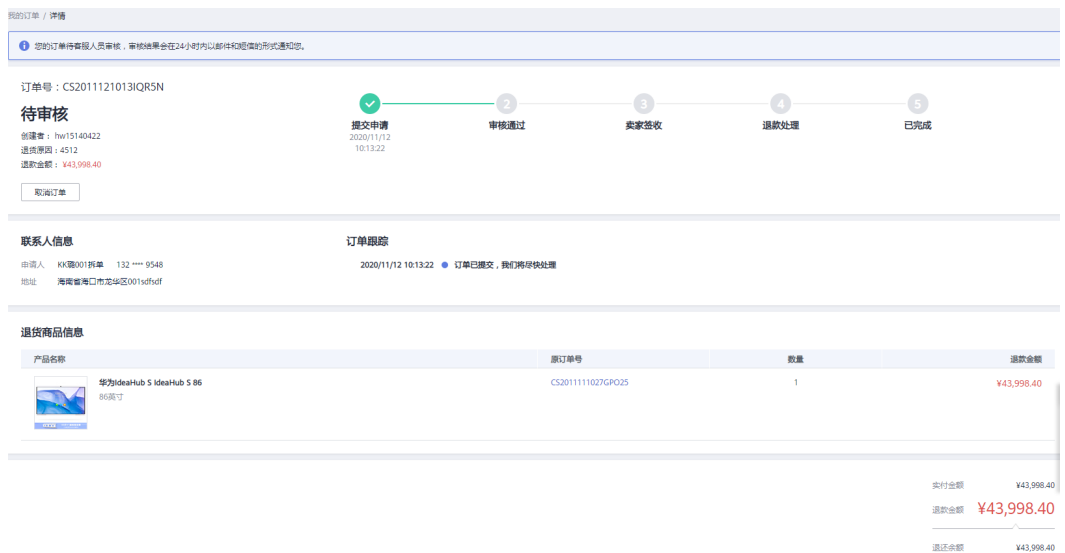 我的订单 / 详情
您的订单待客服人员审核，审核结果会在24小时内以邮件和短信的形式通知您。
订单号：CS2011121013IQR5N
待审核
创建者： hw15140422
退货原因：4512
退款金额： ¥43,998.40
取消订单
2 3 4 5
提交申请 审核通过 卖家签收 退款处理 已完成
2020/11/12
10:13:22
联系人信息
申请人 KK璐001拆单 132 **** 9548
地址 海南省海口市龙华区001sdfsdf
订单跟踪
2020/11/12 10:13:22 订单已提交，我们将尽快处理
退货商品信息
产品名称 原订单号 数量 退款金额
华为IdeaHub S IdeaHub S 86 CS2011111027GPO25 1 ¥43,998.40
86英寸
实付金额 ¥43,998.40
退款金额 ¥43,998.40
退还余额 ¥43,998.40